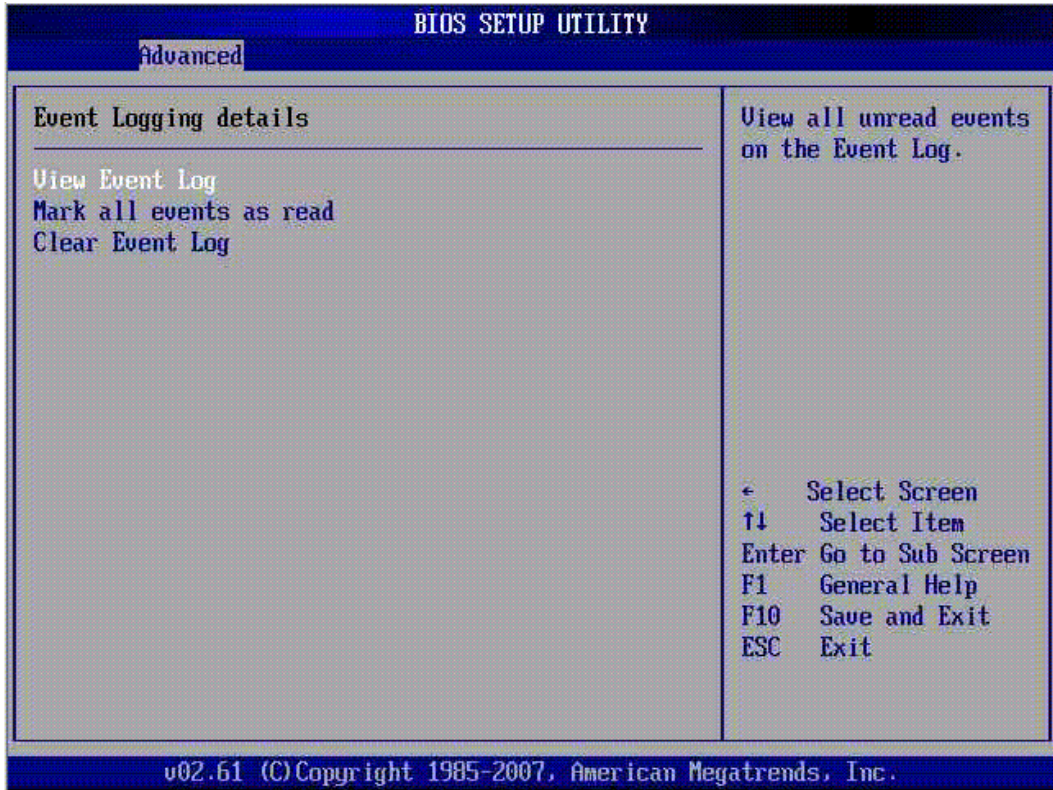 BIOS SETUP UTILITY
Advanced
Event Logging details
View Event Log
Mark all events as read
Clear Event Log
View all unread events
on the Event Log.
← Select Screen
↑↓ Select Item
Enter Go to Sub Screen
F1 General Help
F10 Save and Exit
ESC Exit
v02.61 (C)Copyright 1985-2007, American Megatrends, Inc.